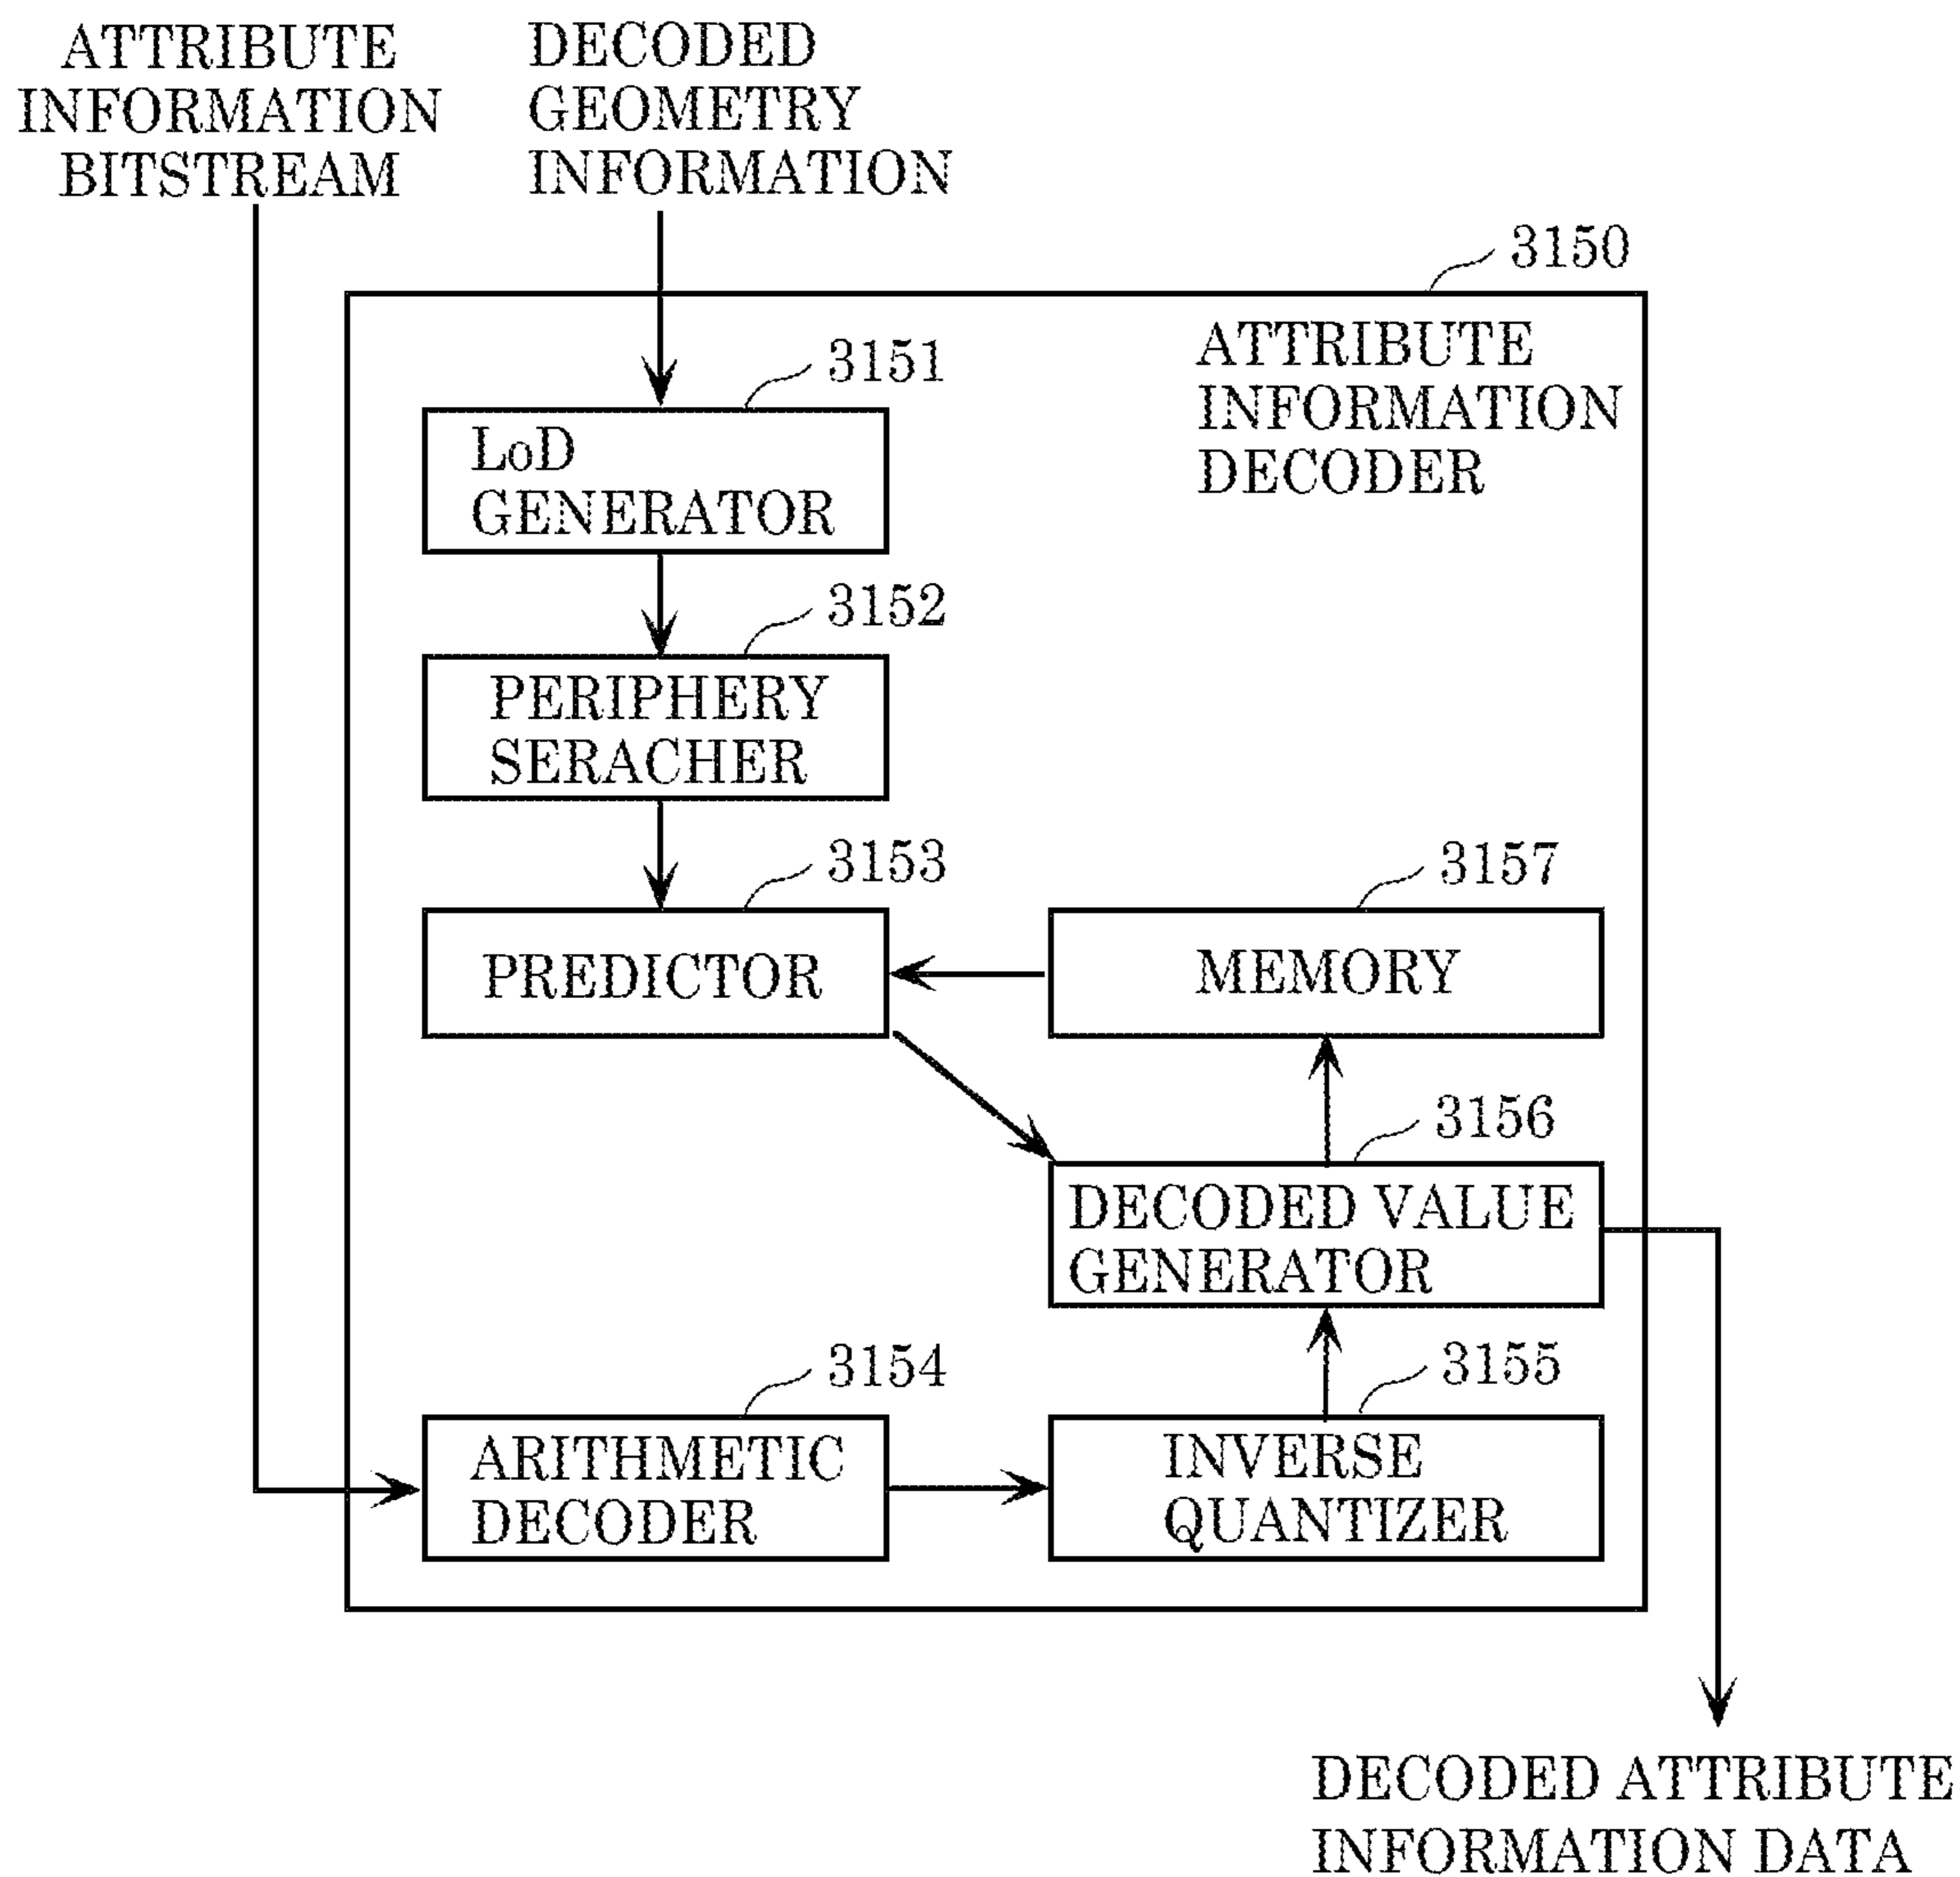 ATTRIBUTE
INFORMATION
BITSTREAM
DECODED
GEOMETRY
INFORMATION
3150
ATTRIBUTE
INFORMATION
DECODER
3151
LoD
GENERATOR
3152
PERIPHERY
SERACHER
3153
PREDICTOR
3157
MEMORY
3156
DECODED VALUE
GENERATOR
3154
ARITHMETIC
DECODER
3155
INVERSE
QUANTIZER
DECODED ATTRIBUTE
INFORMATION DATA